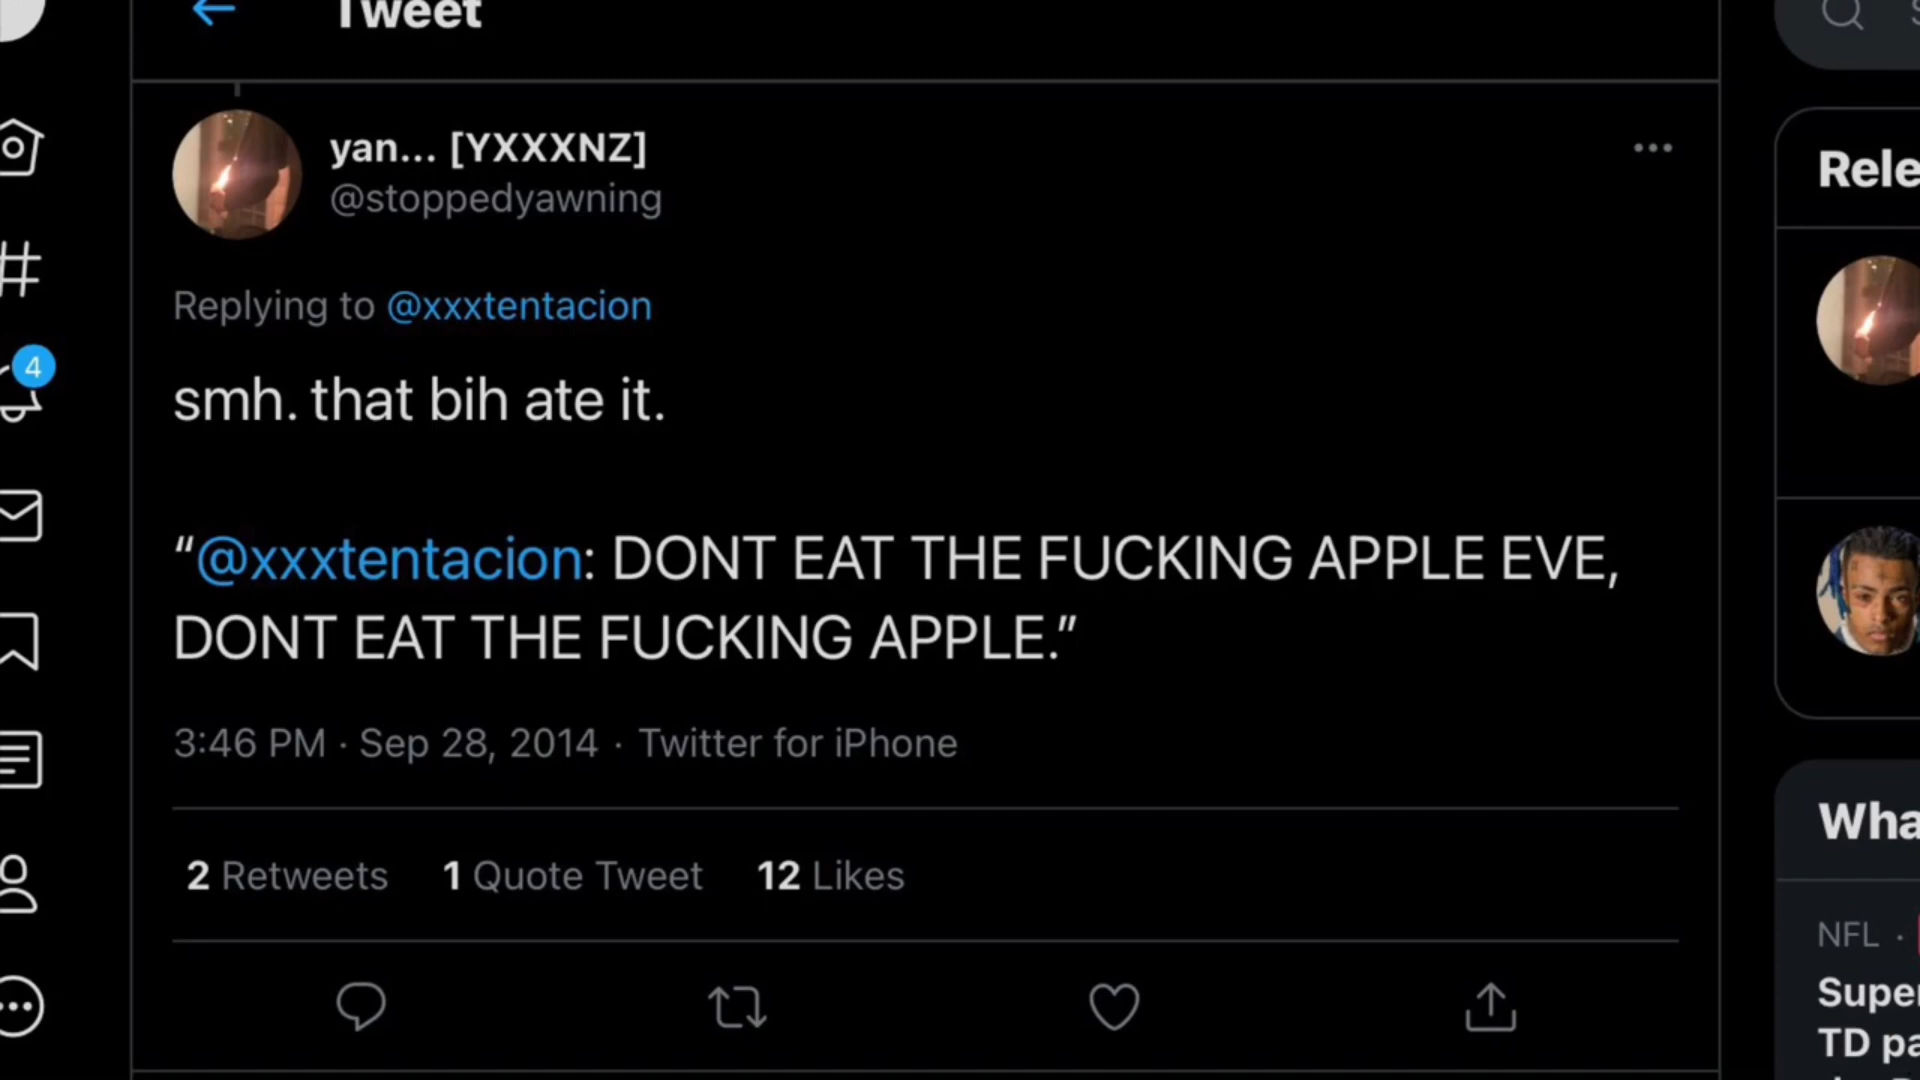 Tweet
yan... [YXXXNZ]
@stoppedyawning
Replying to @xxxtentacion
smh. that bih ate it.
“@xxxtentacion: DONT EAT THE FUCKING APPLE EVE,
DONT EAT THE FUCKING APPLE.”
3:46 PM · Sep 28, 2014 · Twitter for iPhone
2 Retweets 1 Quote Tweet 12 Likes
4
Rele
Wha
NFL ·
Super
TD pa